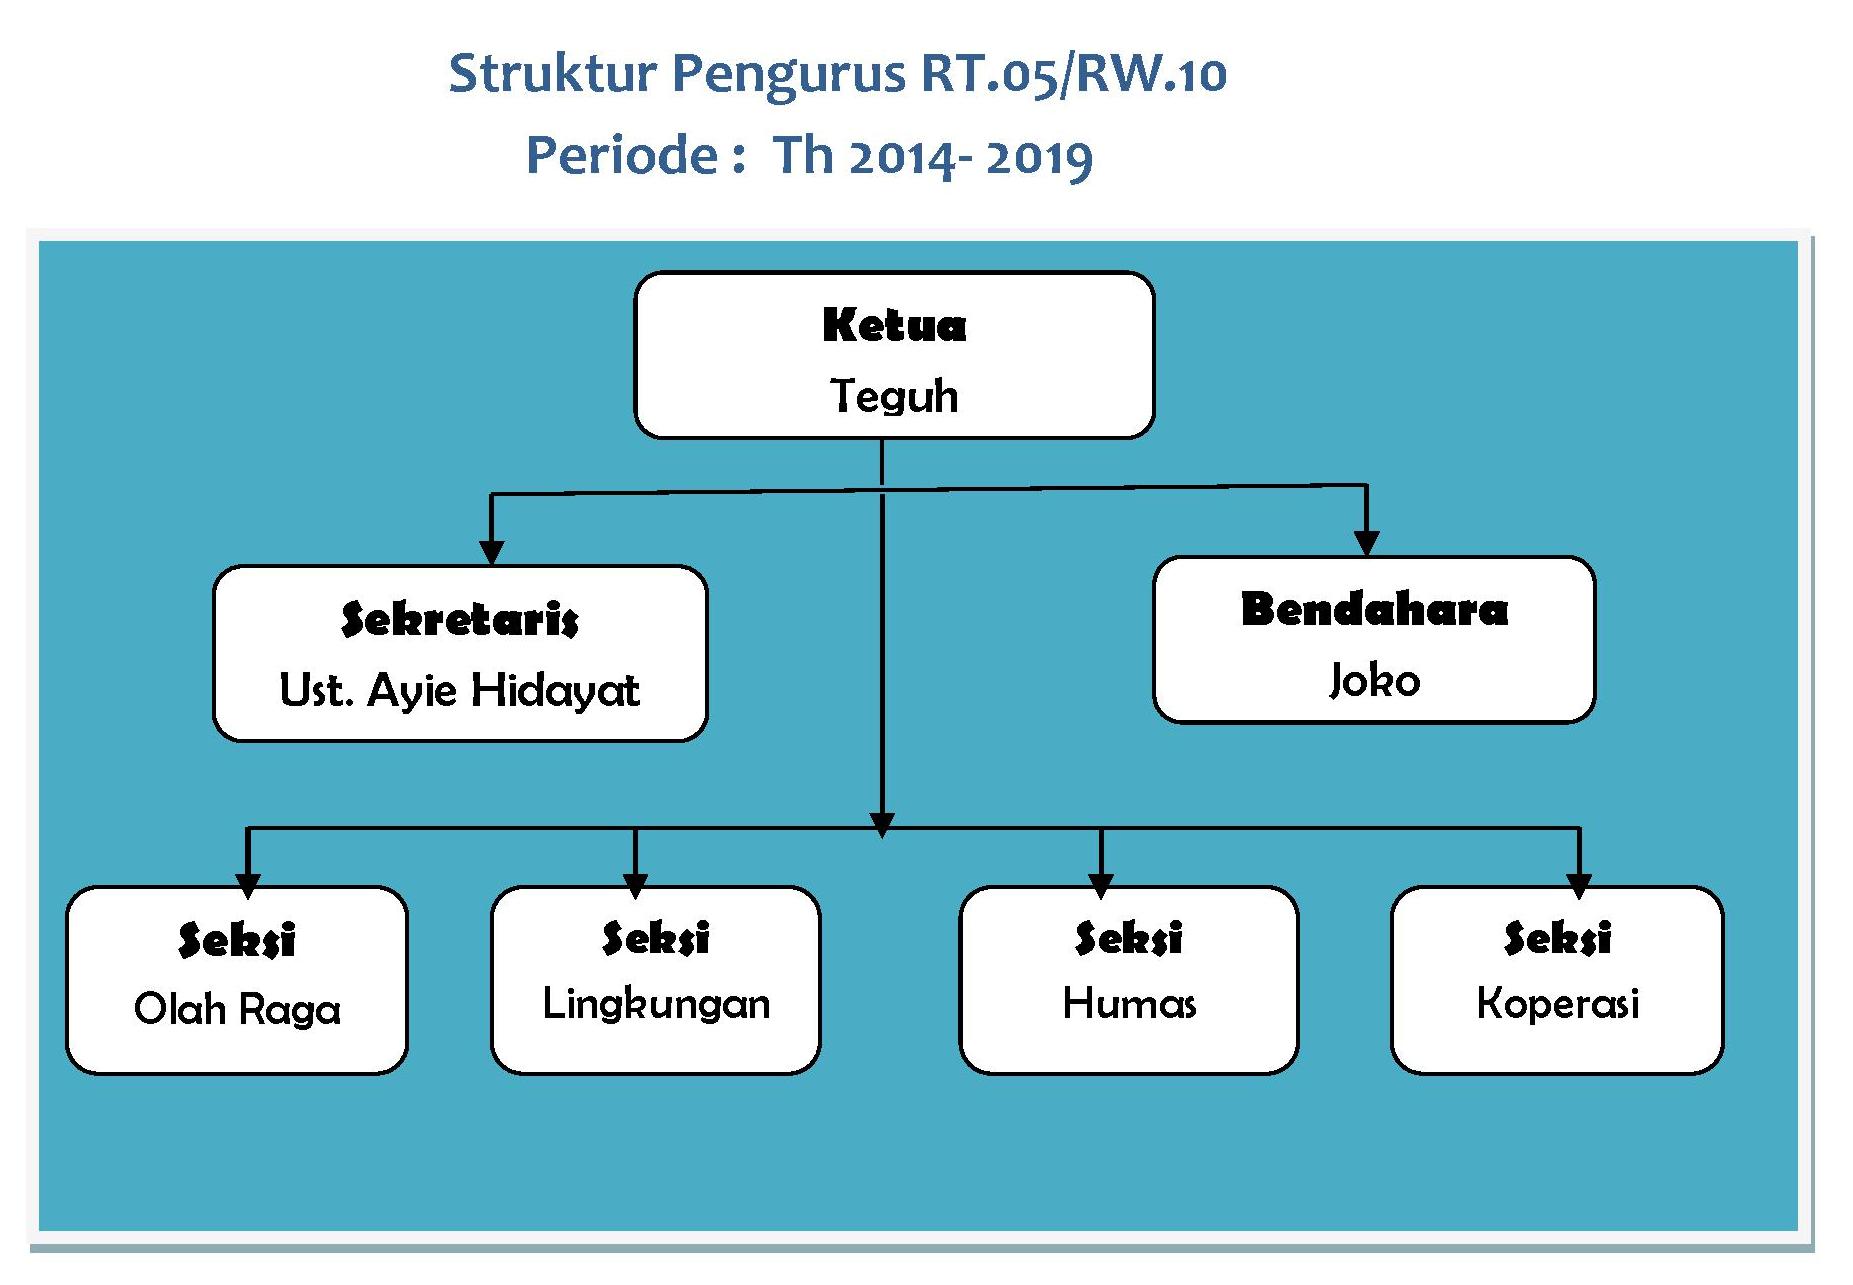 Struktur Pengurus RT.05/RW.10
Periode : Th 2014- 2019
Ketua
Teguh
Sekretaris
Ust. Ayie Hidayat
Bendahara
Joko
Seksi
Olah Raga
Seksi
Lingkungan
Seksi
Humas
Seksi
Koperasi